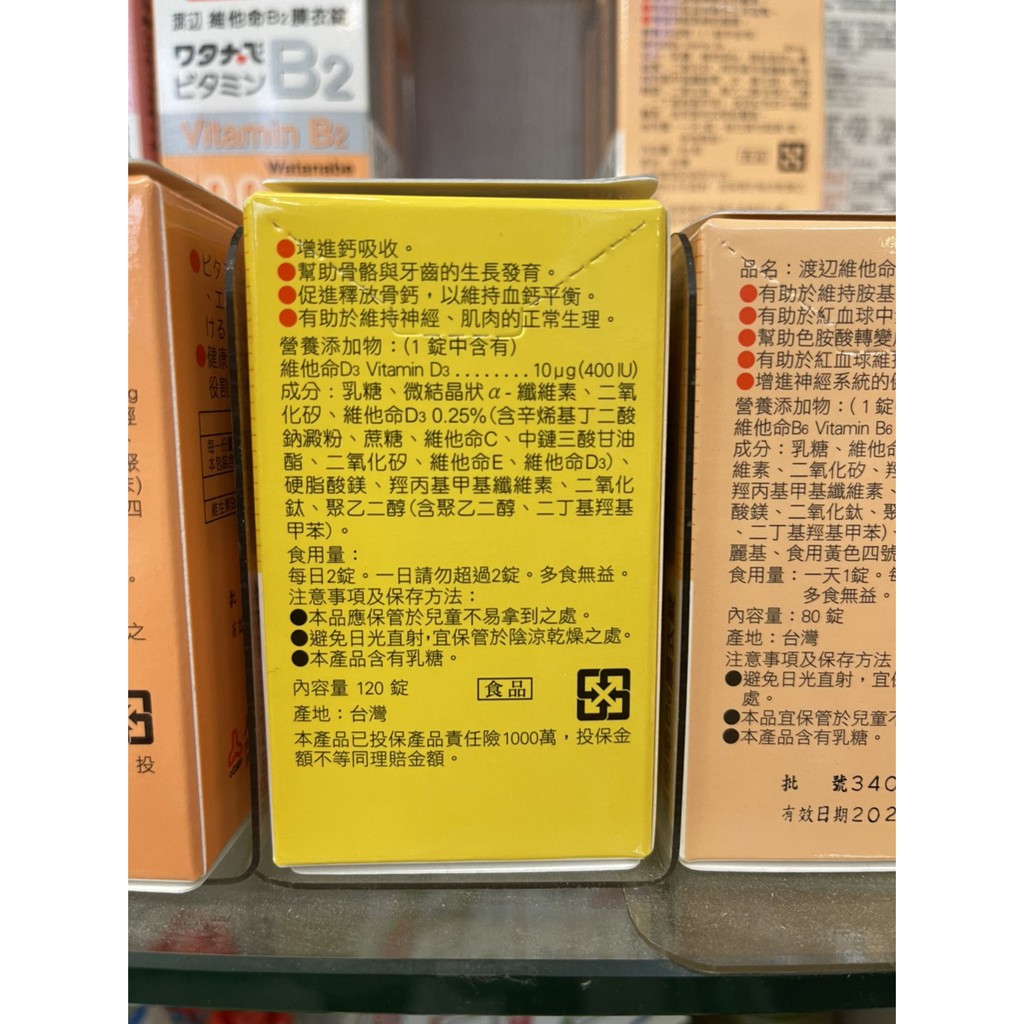 渡辺 維他命B2膜衣錠
ワタナベ
ビタミンB2
Vitamin B2
Watanabe
●增進鈣吸收。
●幫助骨骼與牙齒的生長發育。
●促進釋放骨鈣，以維持血鈣平衡。
●有助於維持神經、肌肉的正常生理。
營養添加物：(１錠中含有)
維他命D3 Vitamin D3 ........ 10μg(400 IU)
成分：乳糖、微結晶狀α-纖維素、二氧
化矽、維他命D3 0.25%(含辛烯基丁二酸
鈉澱粉、蔗糖、維他命C、中鏈三酸甘油
酯、二氧化矽、維他命E、維他命D3)、
硬脂酸鎂、羥丙基甲基纖維素、二氧化
鈦、聚乙二醇(含聚乙二醇、二丁基羥基
甲苯)。
食用量：
每日2錠。一日請勿超過2錠。多食無益。
注意事項及保存方法：
●本品應保管於兒童不易拿到之處。
●避免日光直射,宜保管於陰涼乾燥之處。
●本產品含有乳糖。
內容量 120 錠
食品
產地：台灣
本產品已投保產品責任險1000萬，投保金
額不等同理賠金額。
品名：渡辺維他命
●有助於維持胺基
●有助於紅血球中
●幫助色胺酸轉變
●有助於紅血球維
●增進神經系統的
營養添加物：(１錠
維他命B6 Vitamin B6
成分：乳糖、維他命
維素、二氧化矽、羥
羥丙基甲基纖維素、
酸鎂、二氧化鈦、聚
、二丁基羥基甲苯)、
麗基、食用黃色四號
食用量：一天1錠。每
多食無益。
內容量：80 錠
產地：台灣
注意事項及保存方法
●避免日光直射，宜
處。
●本品宜保管於兒童不
●本產品含有乳糖。
批 號340
有效日期202